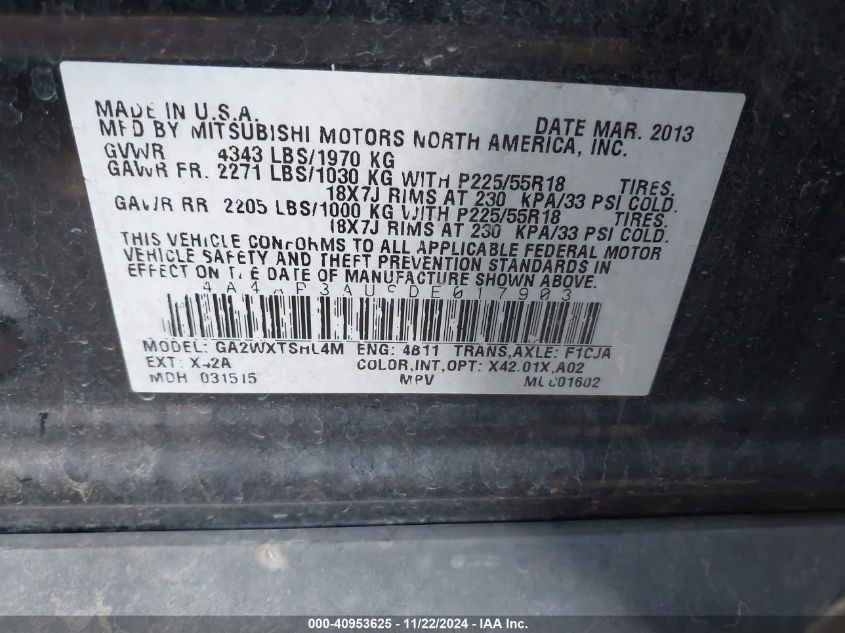 MADE IN U.S.A. DATE MAR. 2013
MFD BY MITSUBISHI MOTORS NORTH AMERICA, INC.
GVWR 4343 LBS/1970 KG
GAWR FR. 2271 LBS/1030 KG WITH P225/55R18 TIRES.
18X7J RIMS AT 230 KPA/33 PSI COLD.
GAWR RR 2205 LBS/1000 KG WITH P225/55R18 TIRES.
18X7J RIMS AT 230 KPA/33 PSI COLD.
THIS VEHICLE CONFORMS TO ALL APPLICABLE FEDERAL MOTOR
VEHICLE SAFETY AND THEFT PREVENTION STANDARDS IN
EFFECT ON THE DATE OF MANUFACTURE SHOWN ABOVE.
MODEL: ENG: 4B11 TRANS,AXLE: F1CJA
EXT: COLOR,INT,OPT: X42.01X.A02
MDH 031515 MPV
000-40953625 - 11/22/2024 - IAA Inc.